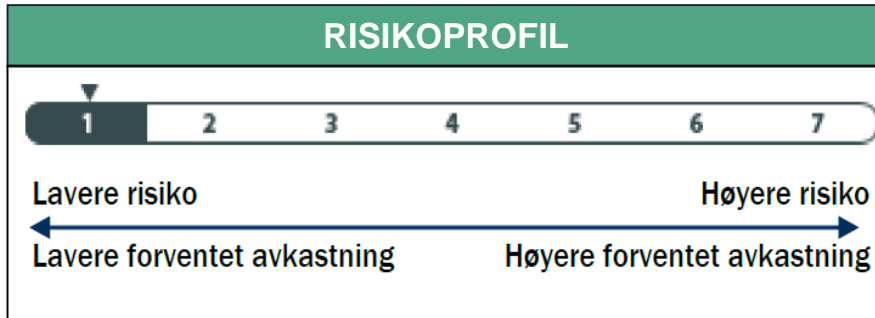 RISIKOPROFIL
1 2 3 4 5 6 7
Lavere risiko Høyere risiko
Lavere forventet avkastning Høyere forventet avkastning